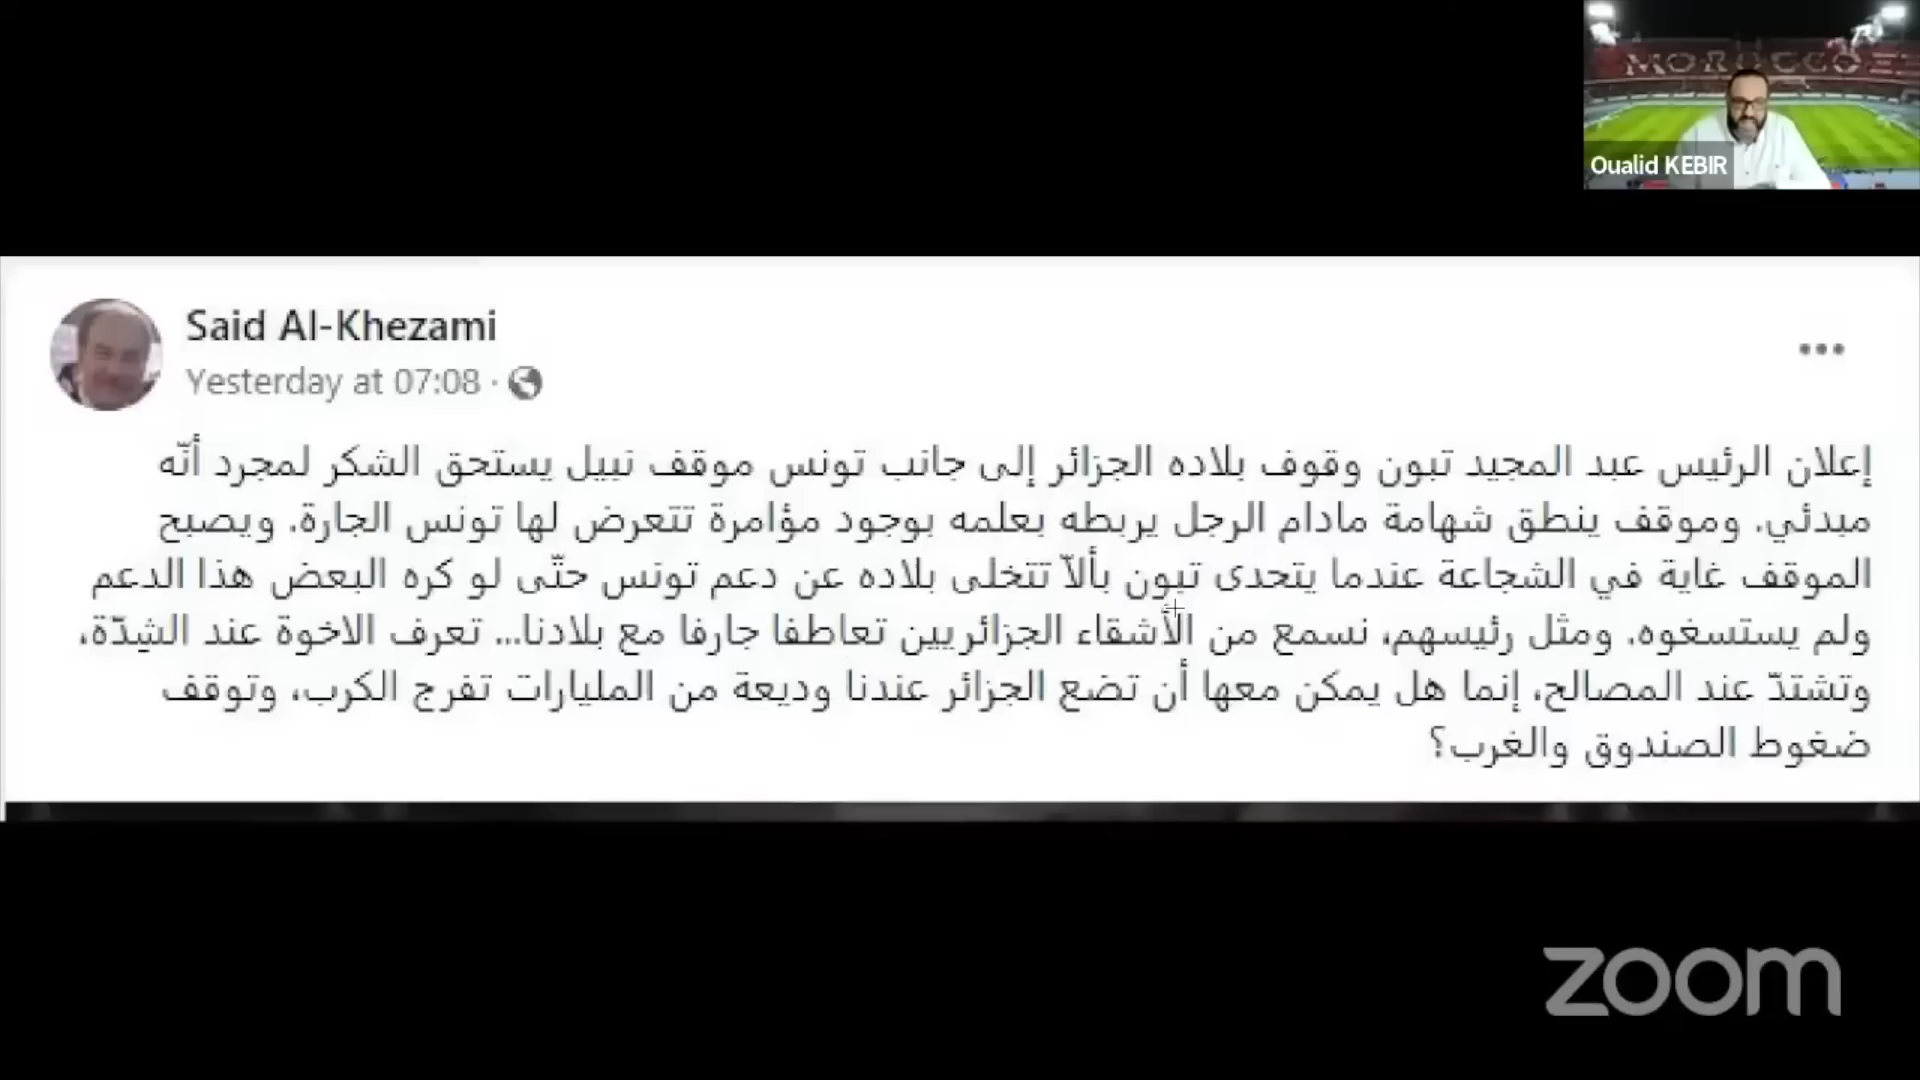 MOROCCO
Oualid KEBIR
Said Al-Khezami
Yesterday at 07:08 ·
إعلان الرئيس عبد المجيد تبون وقوف بلاده الجزائر إلى جانب تونس موقف نبيل يستحق الشكر لمجرد أنّه
مبدئي. وموقف ينطق شهامة مادام الرجل يربطه بعلمه بوجود مؤامرة تتعرض لها تونس الجارة. ويصبح
الموقف غاية في الشجاعة عندما يتحدى تبون بألاّ تتخلى بلاده عن دعم تونس حتّى لو كره البعض هذا الدعم
ولم يستسغوه. ومثل رئيسهم، نسمع من الأشقاء الجزائريين تعاطفا جارفا مع بلادنا... تعرف الاخوة عند الشِدّة،
وتشتدّ عند المصالح، إنما هل يمكن معها أن تضع الجزائر عندنا وديعة من المليارات تفرج الكرب، وتوقف
ضغوط الصندوق والغرب؟
zoom